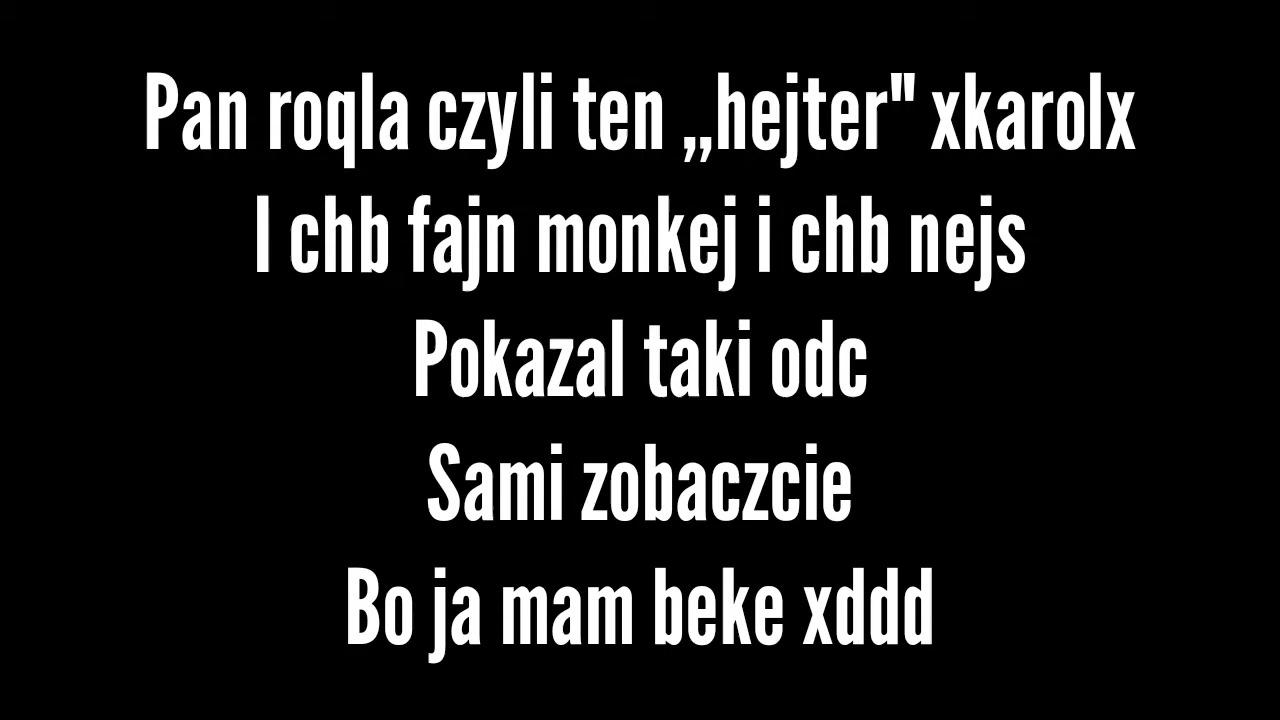 Pan roqla czyli ten „hejter" xkarolx
I chb fajn monkej i chb nejs
Pokazal taki odc
Sami zobaczcie
Bo ja mam beke xddd